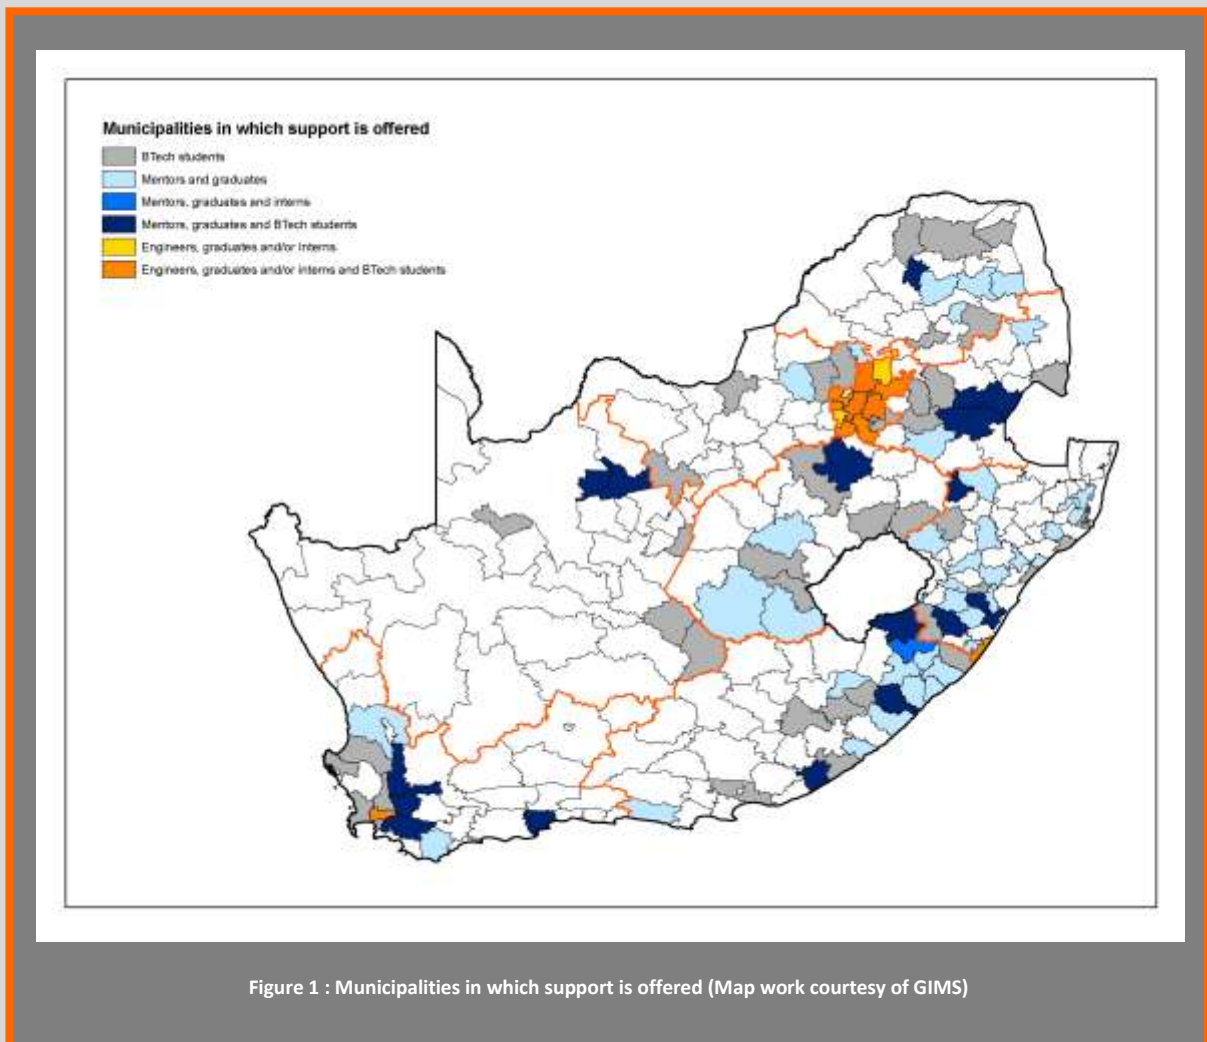 Municipalities in which support is offered
BTech students
Mentors and graduates
Mentors, graduates and interns
Mentors, graduates and BTech students
Engineers, graduates and/or Interns
Engineers, graduates and/or interns and BTech students
Figure 1 : Municipalities in which support is offered (Map work courtesy of GIMS)